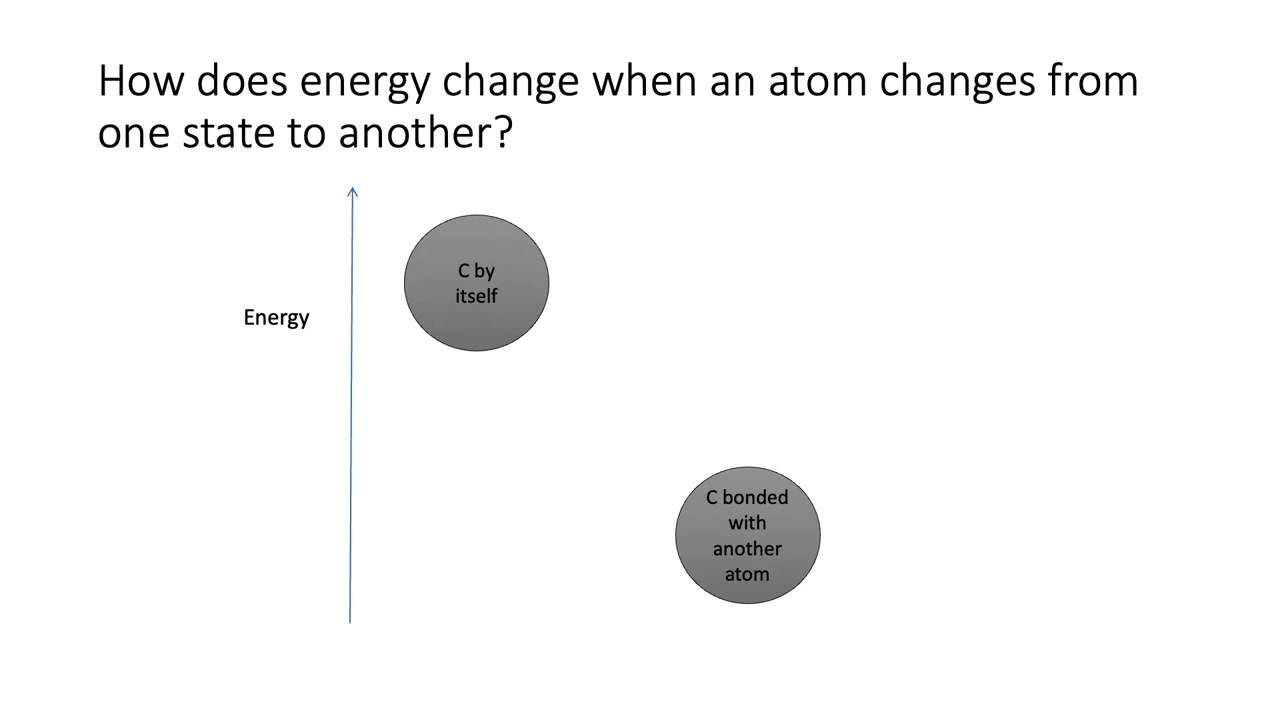 How does energy change when an atom changes from
one state to another?
C by
itself
Energy
C bonded
with
another
atom